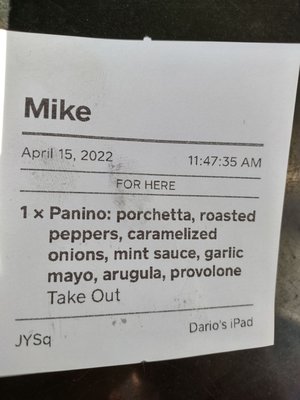 Mike
April 15, 2022 11:47:35 AM
FOR HERE
1 × Panino: porchetta, roasted
peppers, caramelized
onions, mint sauce, garlic
mayo, arugula, provolone
Take Out
JYSq Dario's iPad